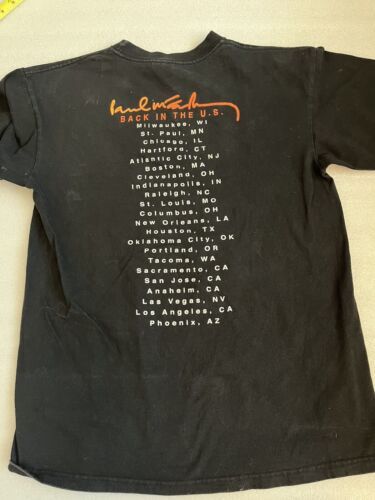 Paul McCartney
BACK IN THE U.S.
Milwaukee, WI
St. Paul, MN
Chicago, IL
Hartford, CT
Atlantic City, NJ
Boston, MA
Cleveland, OH
Indianapolis, IN
Raleigh, NC
St. Louis, Mo
Columbus, OH
New Orleans, LA
Houston, TX
Oklahoma City, OK
Portland, OR
Tacoma, WA
Sacramento, CA
San Jose, CA
Anaheim, CA
Las Vegas, NV
Los Angeles, CA
Phoenix, AZ